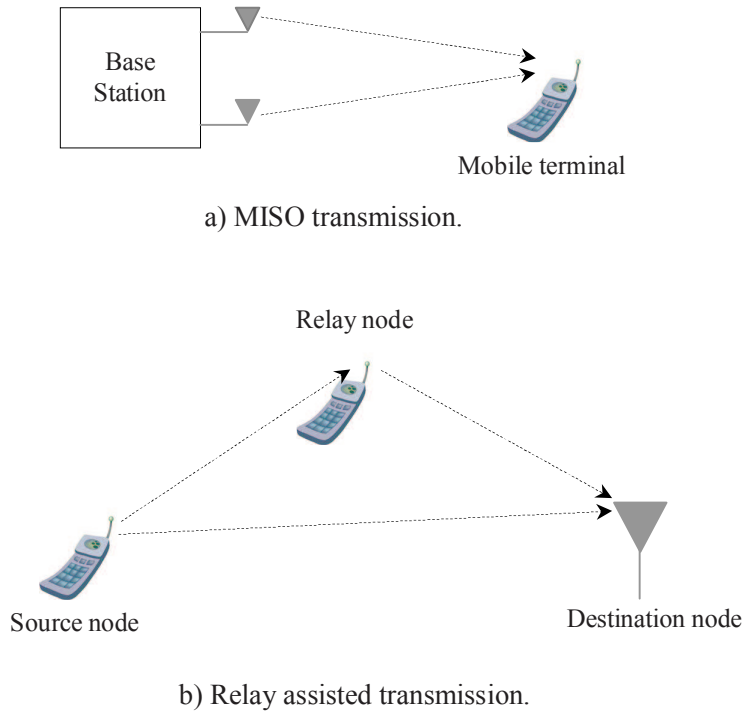 Base
Station
Mobile terminal
a) MISO transmission.
Relay node
Source node
Destination node
b) Relay assisted transmission.